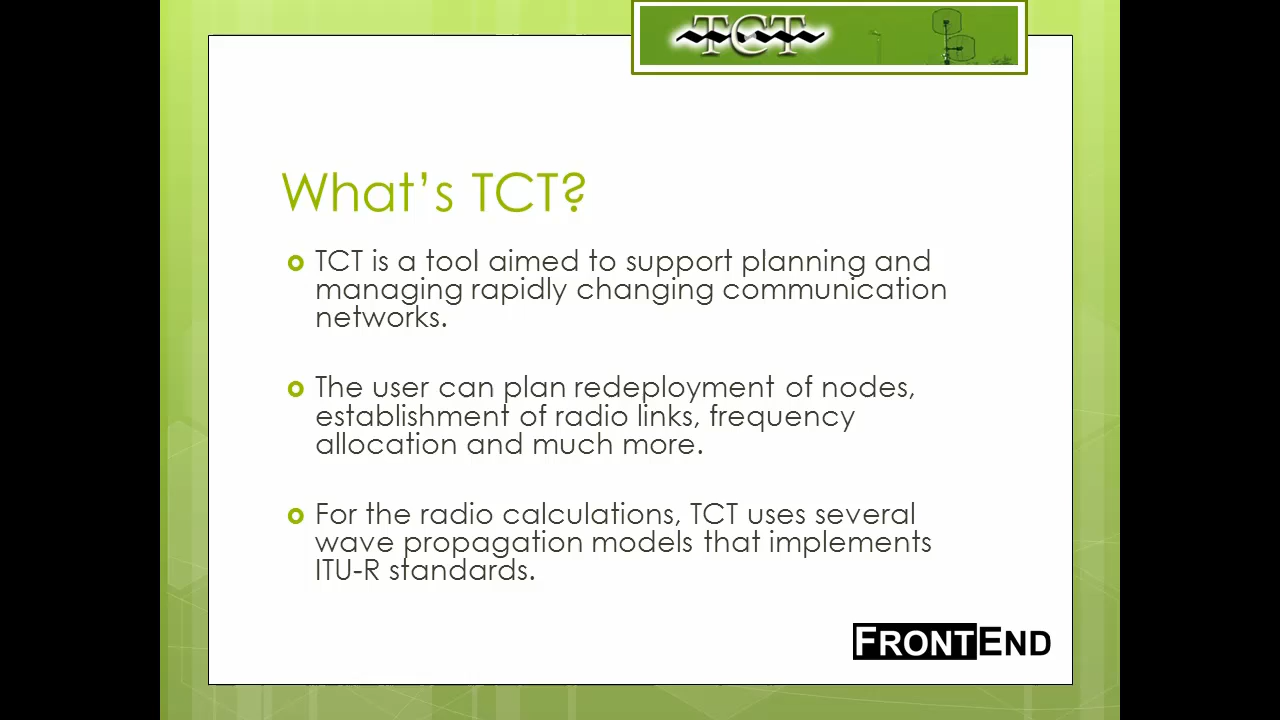 TCT
What's TCT?
TCT is a tool aimed to support planning and
managing rapidly changing communication
networks.
The user can plan redeployment of nodes,
establishment of radio links, frequency
allocation and much more.
For the radio calculations, TCT uses several
wave propagation models that implements
ITU-R standards.
FRONTEND